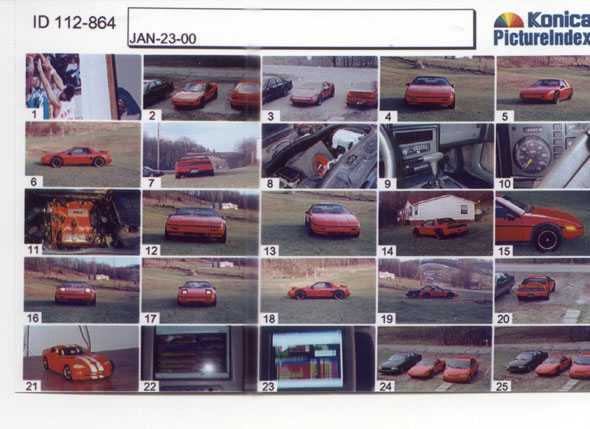 ID 112-864
JAN-23-00
Konica
PictureIndex
1 2 3 4 5
6 7 8 9 10
11 12 13 14 15
16 17 18 19 20
21 22 23 24 25